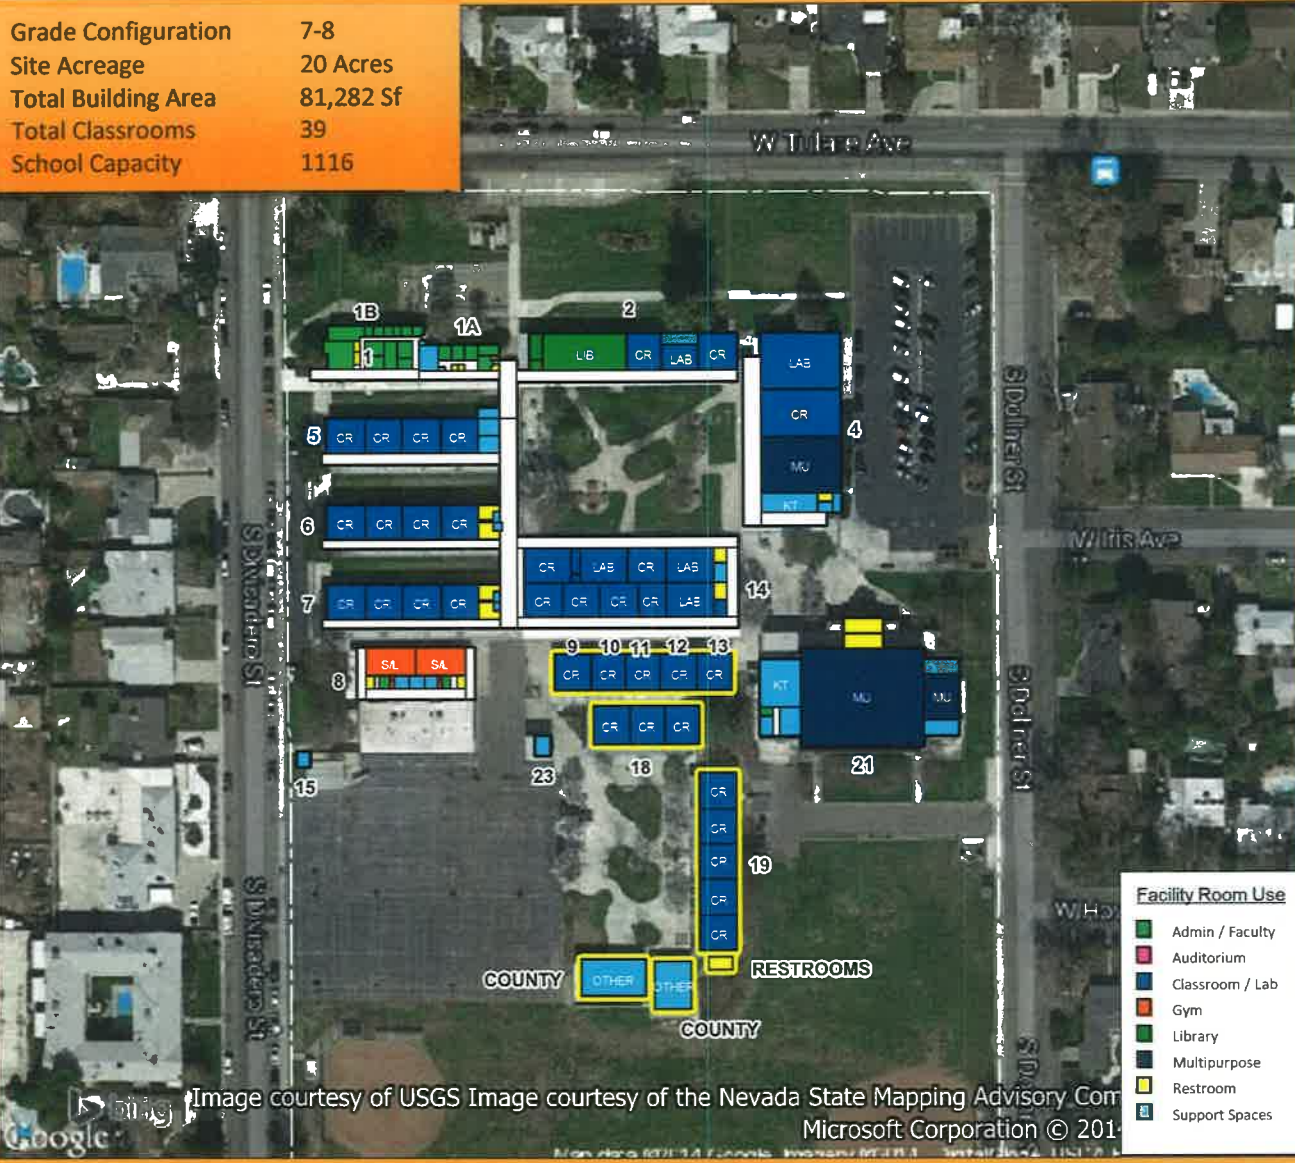 Grade Configuration 7-8
Site Acreage 20 Acres
Total Building Area 81,282 Sf
Total Classrooms 39
School Capacity 1116
W Tulare Ave
1B
1A
2
1
LIB CR LAB CR
LAB
CR
MU
KT
4
S Dollner St
5 CR CR CR CR
6 CR CR CR CR
7 CR CR CR CR
W Iris Ave
S Divisadero St
CR LAB CR LAB
CR CR CR CR LAB
14
8 S/L S/L
9 10 11 12 13
CR CR CR CR CR
KT MU MU
S Dollner St
CR CR CR
18
21
15
23
CR
CR
CR
CR
CR
19
S Divisadero St
RESTROOMS
COUNTY OTHER OTHER
COUNTY
Facility Room Use
Admin / Faculty
Auditorium
Classroom / Lab
Gym
Library
Multipurpose
Restroom
Support Spaces
bing
Image courtesy of USGS Image courtesy of the Nevada State Mapping Advisory Com
Google
Microsoft Corporation © 201